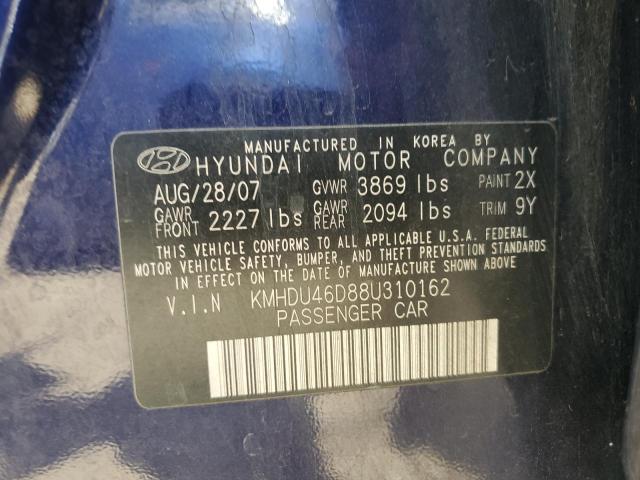 MANUFACTURED IN KOREA BY
HYUNDAI MOTOR COMPANY
AUG/28/07 GVWR 3869 lbs PAINT 2X
GAWR FRONT 2227 lbs GAWR REAR 2094 lbs TRIM 9Y
THIS VEHICLE CONFORMS TO ALL APPLICABLE U.S.A. FEDERAL
MOTOR VEHICLE SAFETY, BUMPER, AND THEFT PREVENTION STANDARDS
IN EFFECT ON THE DATE OF MANUFACTURE SHOWN ABOVE
V.I.N KMHDU46D88U310162
PASSENGER CAR